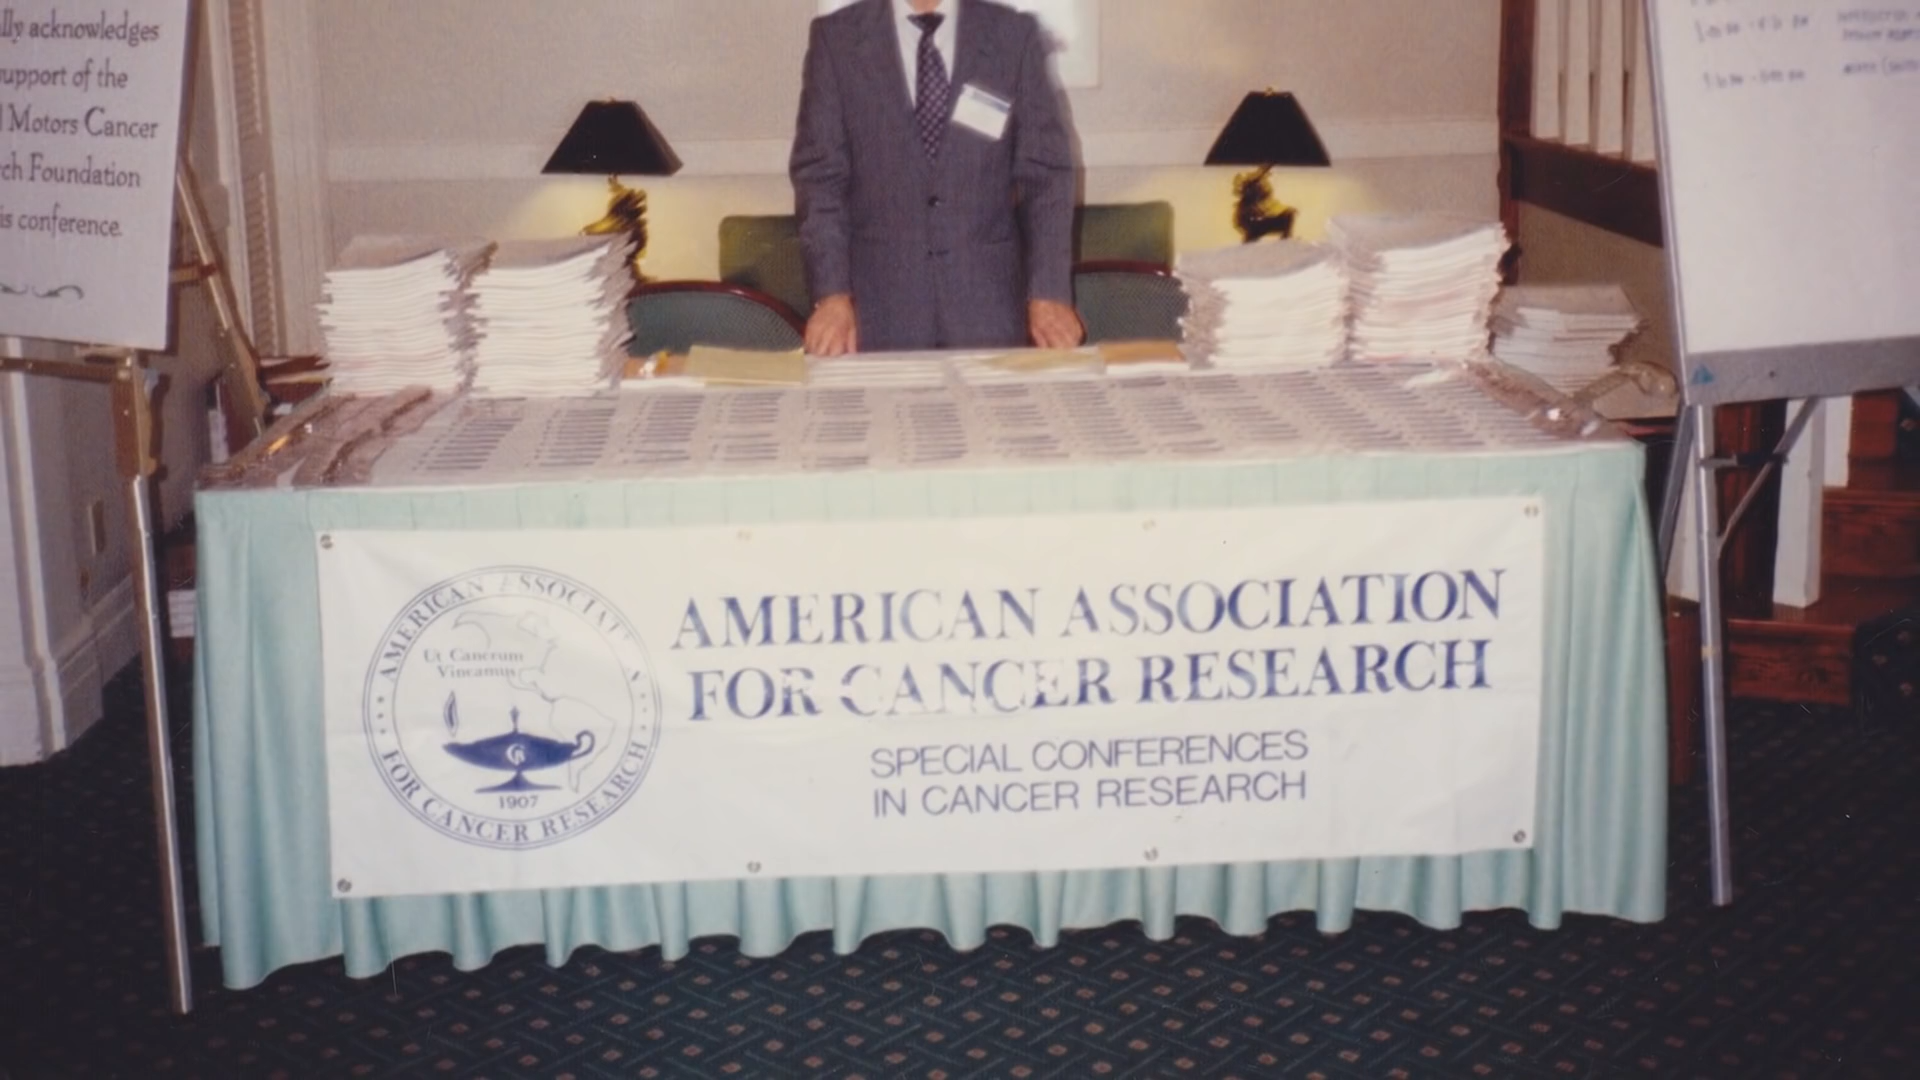 lly acknowledges
upport of the
l Motors Cancer
ch Foundation
is conference.
AMERICAN ASSOCIATION
FOR CANCER RESEARCH
Ut Cancrum
Vincamus
1907
AMERICAN ASSOCIATION
FOR CANCER RESEARCH
SPECIAL CONFERENCES
IN CANCER RESEARCH